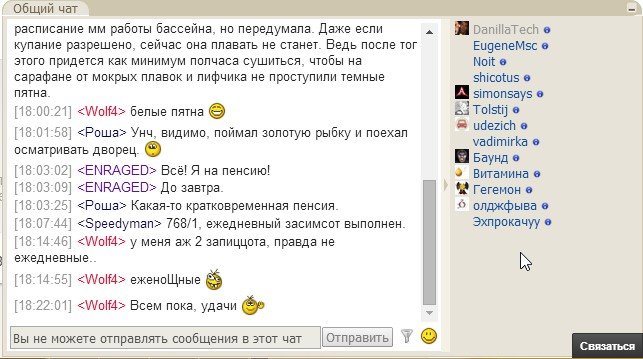 Общий чат
расписание мм работы бассейна, но передумала. Даже если
купание разрешено, сейчас она плавать не станет. Ведь после тог
этого придется как минимум полчаса сушиться, чтобы на
сарафане от мокрых плавок и лифчика не проступили темные
пятна.
[18:00:21] <Wolf4> белые пятна
[18:01:58] <Роша> Унч, видимо, поймал золотую рыбку и поехал
осматривать дворец.
[18:03:02] <ENRAGED> Всё! Я на пенсию!
[18:03:09] <ENRAGED> До завтра.
[18:03:25] <Роша> Какая-то кратковременная пенсия.
[18:07:44] <Speedyman> 768/1, ежедневный засимсот выполнен.
[18:14:46] <Wolf4> у меня аж 2 запиццота, правда не
ежедневные..
[18:14:55] <Wolf4> еженоЩные
[18:22:01] <Wolf4> Всем пока, удачи
Вы не можете отправлять сообщения в этот чат
Отправить
DanillaTech
EugeneMsc
Noit
shicotus
simonsays
Tolstij
udezich
vadimirka
Баунд
Витамина
Гегемон
олджфыва
Эхпрокачуу
Связаться